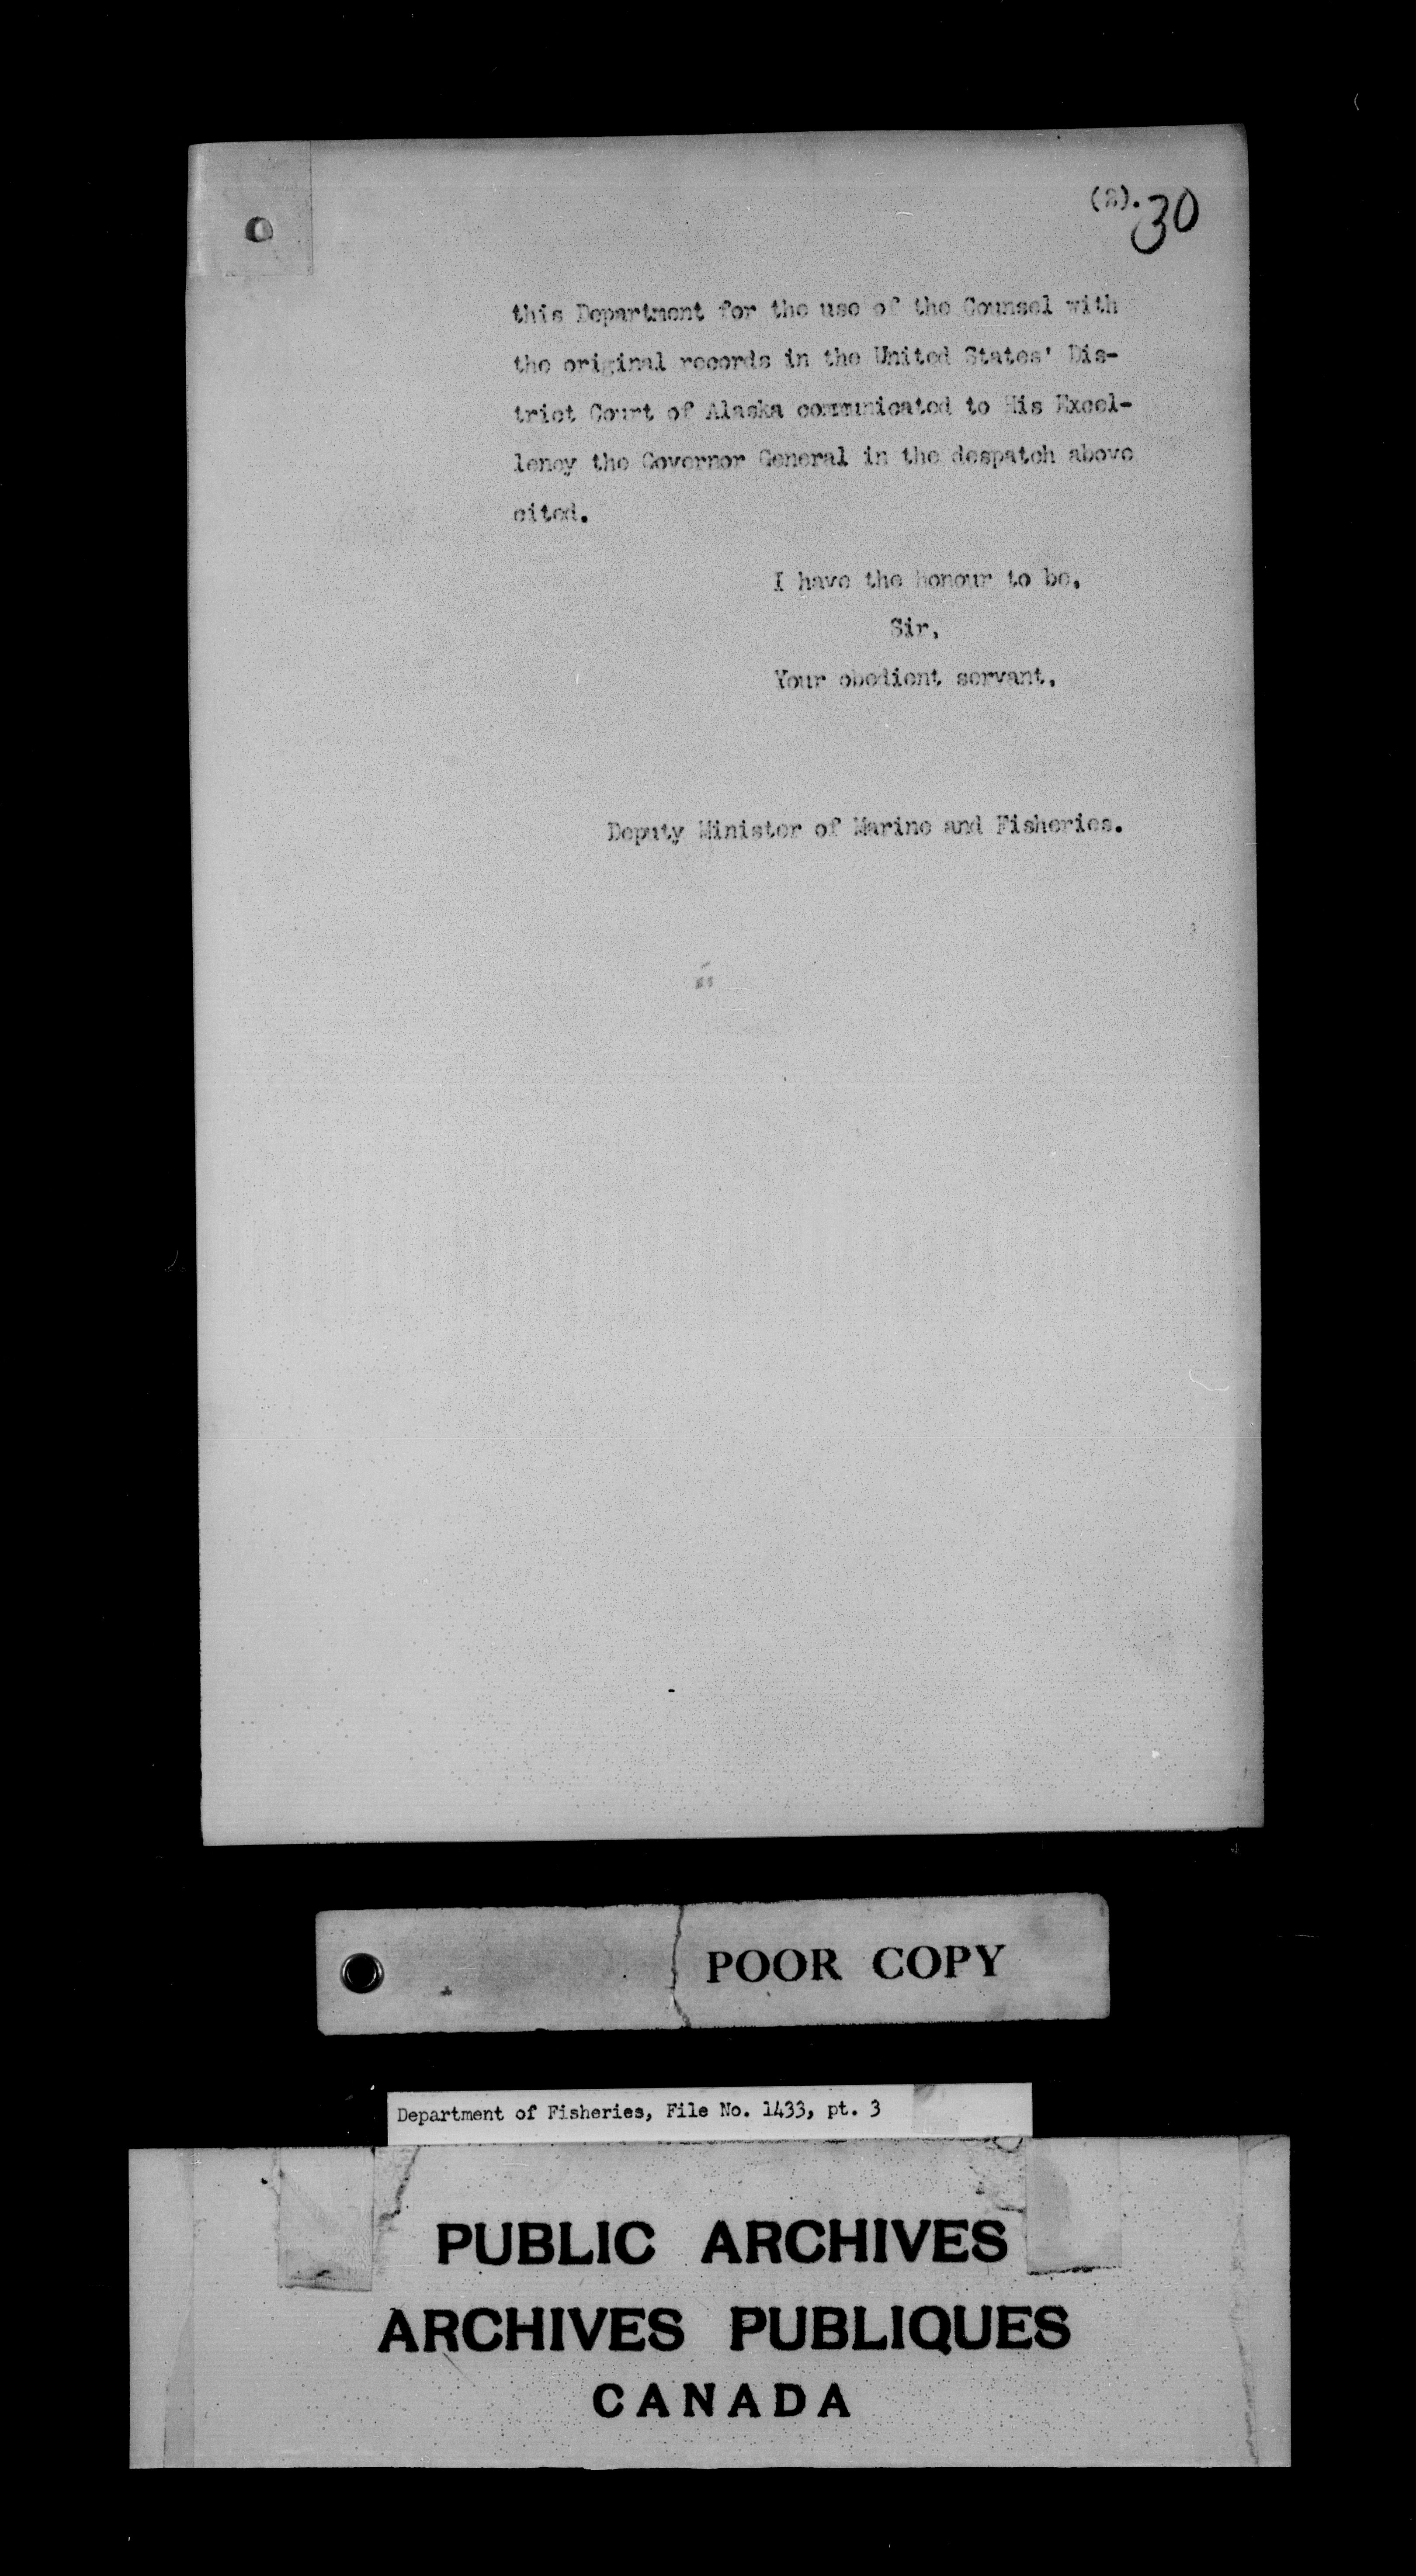 (2).
30
this Department for the use of the Counsel with
the original records in the United States' Dis-
trict Court of Alaska communicated to His Excel-
lency the Governor General in the despatch above
cited.
I have the honour to be,
Sir,
Your obedient servant,
Deputy Minister of Marine and Fisheries.
POOR COPY
Department of Fisheries, File No. 1433, pt. 3
PUBLIC ARCHIVES
ARCHIVES PUBLIQUES
CANADA